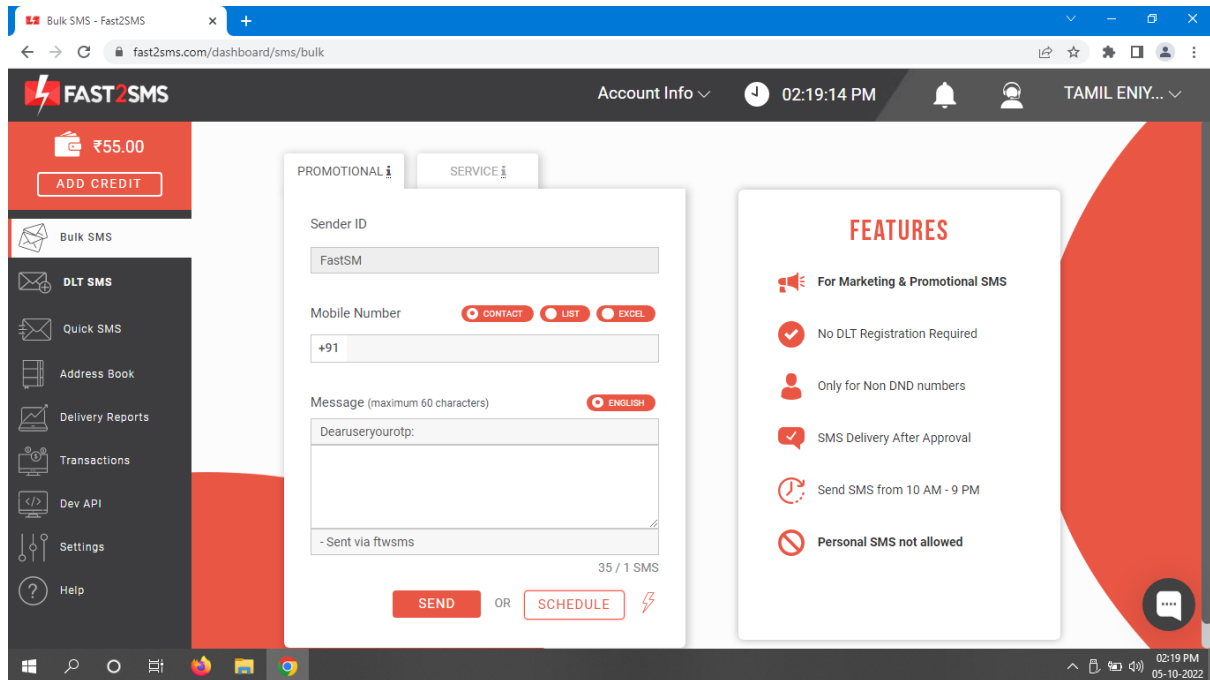 Bulk SMS - Fast2SMS
fast2sms.com/dashboard/sms/bulk
FAST2SMS
Account Info
02:19:14 PM
TAMIL ENIY...
₹55.00
ADD CREDIT
Bulk SMS
DLT SMS
Quick SMS
Address Book
Delivery Reports
Transactions
Dev API
Settings
Help
PROMOTIONAL i
SERVICE i
Sender ID
FastSM
Mobile Number
CONTACT
LIST
EXCEL
+91
Message (maximum 60 characters)
ENGLISH
Dearuseryourotp:
- Sent via ftwsms
35 / 1 SMS
SEND
OR
SCHEDULE
FEATURES
For Marketing & Promotional SMS
No DLT Registration Required
Only for Non DND numbers
SMS Delivery After Approval
Send SMS from 10 AM - 9 PM
Personal SMS not allowed
02:19 PM
05-10-2022